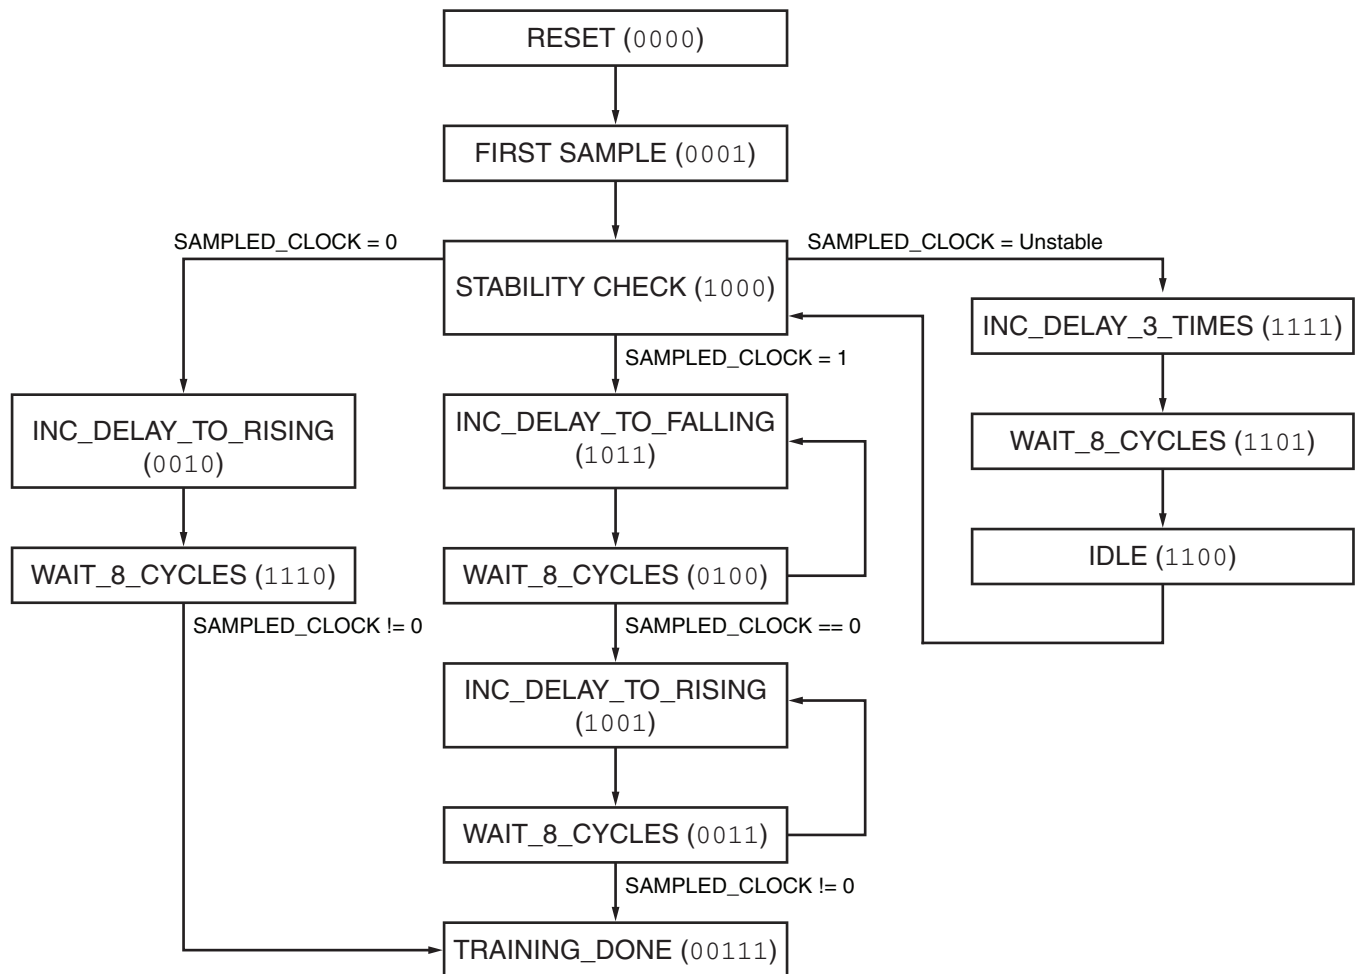 RESET (0000)
FIRST SAMPLE (0001)
SAMPLED_CLOCK = 0
SAMPLED_CLOCK = Unstable
STABILITY CHECK (1000)
INC_DELAY_3_TIMES (1111)
SAMPLED_CLOCK = 1
INC_DELAY_TO_RISING
(0010)
INC_DELAY_TO_FALLING
(1011)
WAIT_8_CYCLES (1101)
WAIT_8_CYCLES (1110)
WAIT_8_CYCLES (0100)
IDLE (1100)
SAMPLED_CLOCK != 0
SAMPLED_CLOCK == 0
INC_DELAY_TO_RISING
(1001)
WAIT_8_CYCLES (0011)
SAMPLED_CLOCK != 0
TRAINING_DONE (00111)